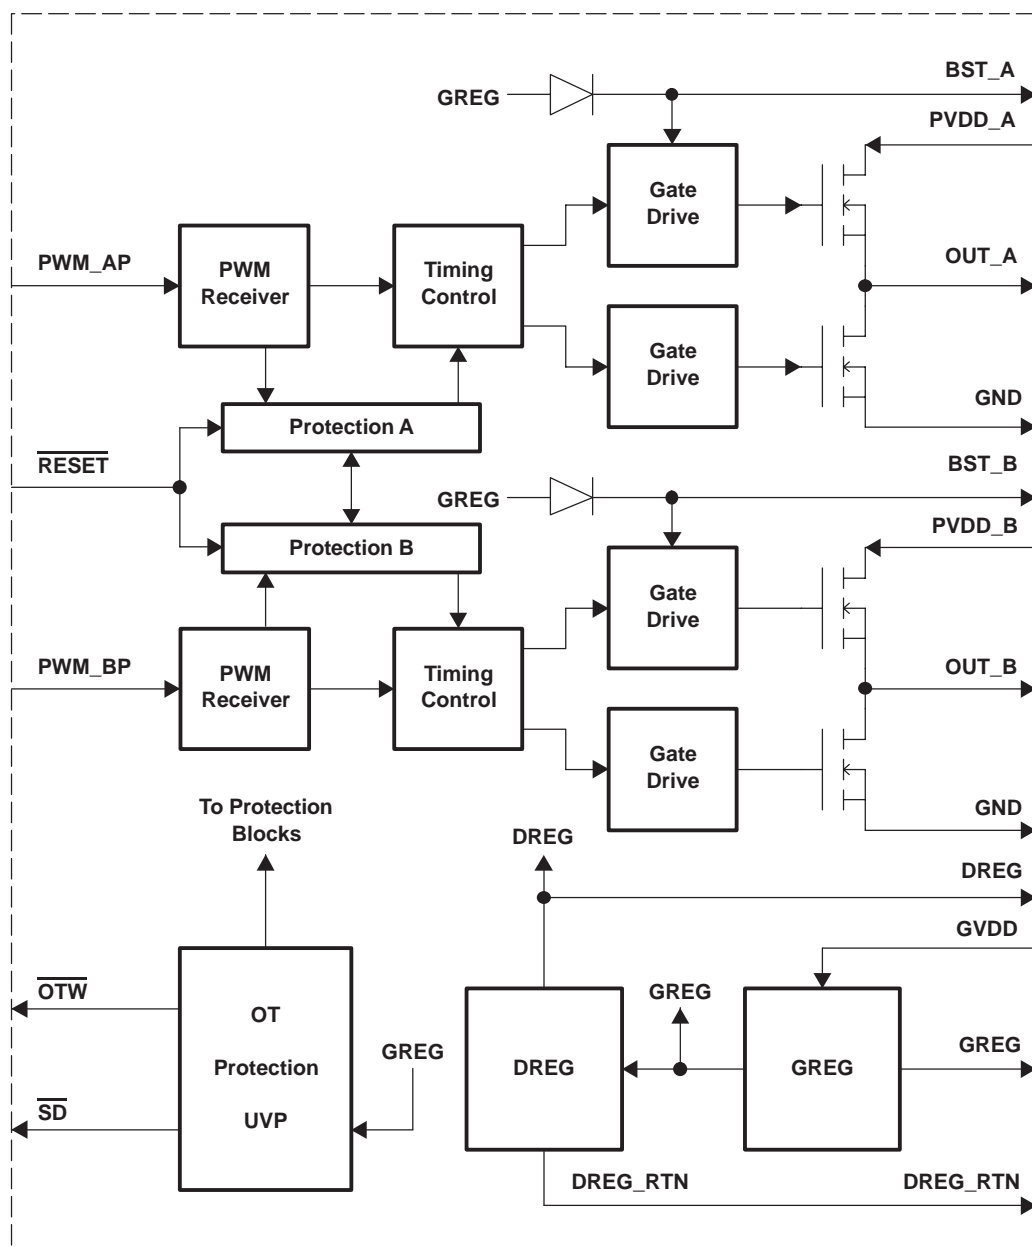 BST_A
GREG
PVDD_A
Gate
Drive
PWM_AP
PWM
Receiver
Timing
Control
OUT_A
Gate
Drive
GND
Protection A
RESET
BST_B
GREG
Protection B
PVDD_B
Gate
Drive
PWM_BP
PWM
Receiver
Timing
Control
OUT_B
Gate
Drive
GND
To Protection
Blocks
DREG
DREG
GVDD
OTW
OT
GREG
GREG
GREG
Protection
DREG
GREG
SD
UVP
DREG_RTN
DREG_RTN